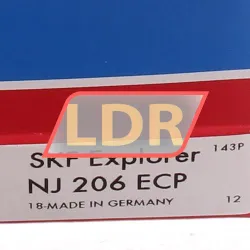 LDR
SKF Explorer 143P
NJ 206 ECP
18-MADE IN GERMANY 12